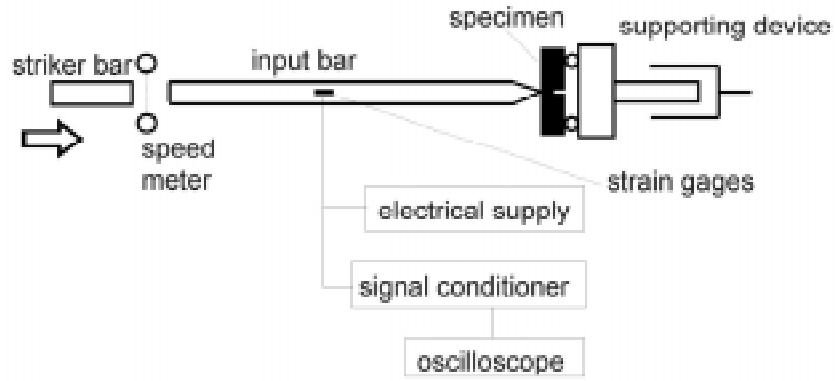 specimen
supporting device
striker bar
input bar
speed
meter
strain gages
electrical supply
signal conditioner
oscilloscope